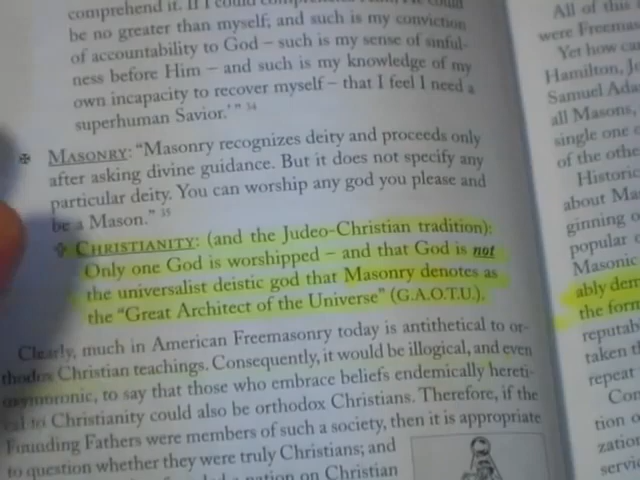 comprehend it. If I could
be no greater than myself; and such is my conviction
of accountability to God – such is my sense of sinful-
ness before Him – and such is my knowledge of my
own incapacity to recover myself – that I feel I need a
superhuman Savior.’ ” 34
✠ MASONRY: “Masonry recognizes deity and proceeds only
after asking divine guidance. But it does not specify any
particular deity. You can worship any god you please and
be a Mason.” 35
✠ CHRISTIANITY: (and the Judeo-Christian tradition):
Only one God is worshipped – and that God is not
the universalist deistic god that Masonry denotes as
the “Great Architect of the Universe” (G.A.O.T.U.).
Clearly, much in American Freemasonry today is antithetical to or-
thodox Christian teachings. Consequently, it would be illogical, and even
oxymoronic, to say that those who embrace beliefs endemically hereti-
cal to Christianity could also be orthodox Christians. Therefore, if the
Founding Fathers were members of such a society, then it is appropriate
to question whether they were truly Christians; and
nation on Christian
All of this
were Freemas
Yet how ca
Hamilton, Je
Samuel Ada
all Masons,
single one
of the othe
Historic
about Ma
ginning
popular
Masonic
ably dem
the form
reputab
taken t
repeat
Con
tion o
zation
servic